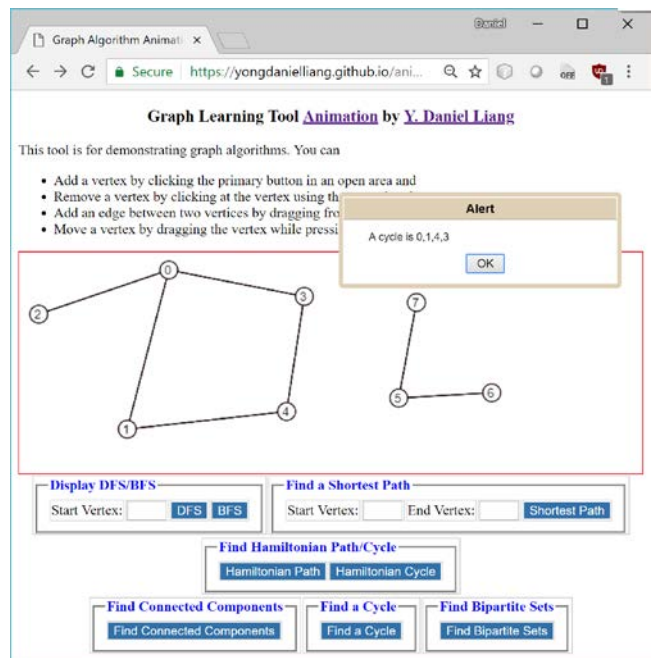 Daniel
Graph Algorithm Animati
Secure https://yongdanielliang.github.io/ani...
OFF
1
Graph Learning Tool Animation by Y. Daniel Liang
This tool is for demonstrating graph algorithms. You can
• Add a vertex by clicking the primary button in an open area and
• Remove a vertex by clicking at the vertex using th
• Add an edge between two vertices by dragging fro
• Move a vertex by dragging the vertex while pressi
Alert
A cycle is 0,1,4,3
OK
0
3
7
2
6
5
4
1
Display DFS/BFS
Start Vertex: DFS BFS
Find a Shortest Path
Start Vertex: End Vertex: Shortest Path
Find Hamiltonian Path/Cycle
Hamiltonian Path Hamiltonian Cycle
Find Connected Components
Find Connected Components
Find a Cycle
Find a Cycle
Find Bipartite Sets
Find Bipartite Sets